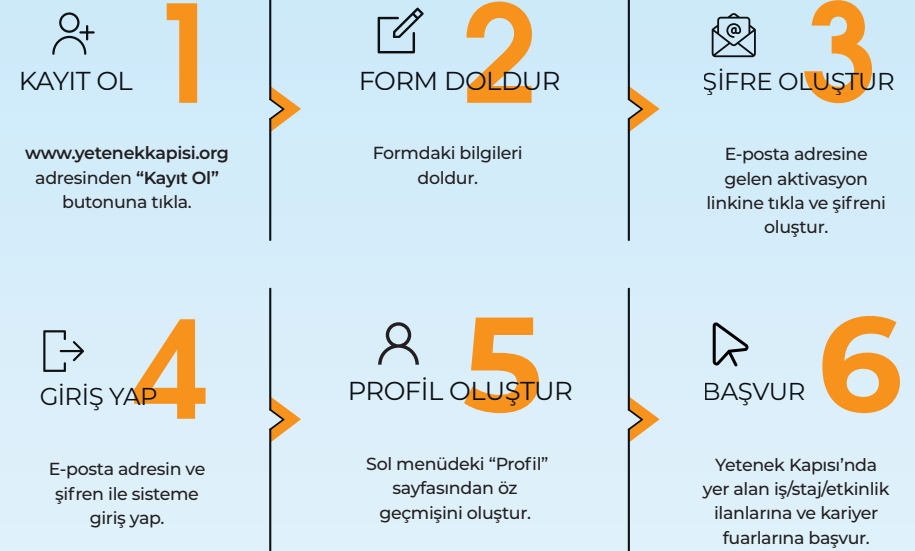 1
KAYIT OL
www.yetenekkapisi.org
adresinden “Kayıt Ol”
butonuna tıkla.
2
FORM DOLDUR
Formdaki bilgileri
doldur.
3
ŞİFRE OLUŞTUR
E-posta adresine
gelen aktivasyon
linkine tıkla ve şifreni
oluştur.
4
GİRİŞ YAP
E-posta adresin ve
şifren ile sisteme
giriş yap.
5
PROFİL OLUŞTUR
Sol menüdeki “Profil”
sayfasından öz
geçmişini oluştur.
6
BAŞVUR
Yetenek Kapısı’nda
yer alan iş/staj/etkinlik
ilanlarına ve kariyer
fuarlarına başvur.